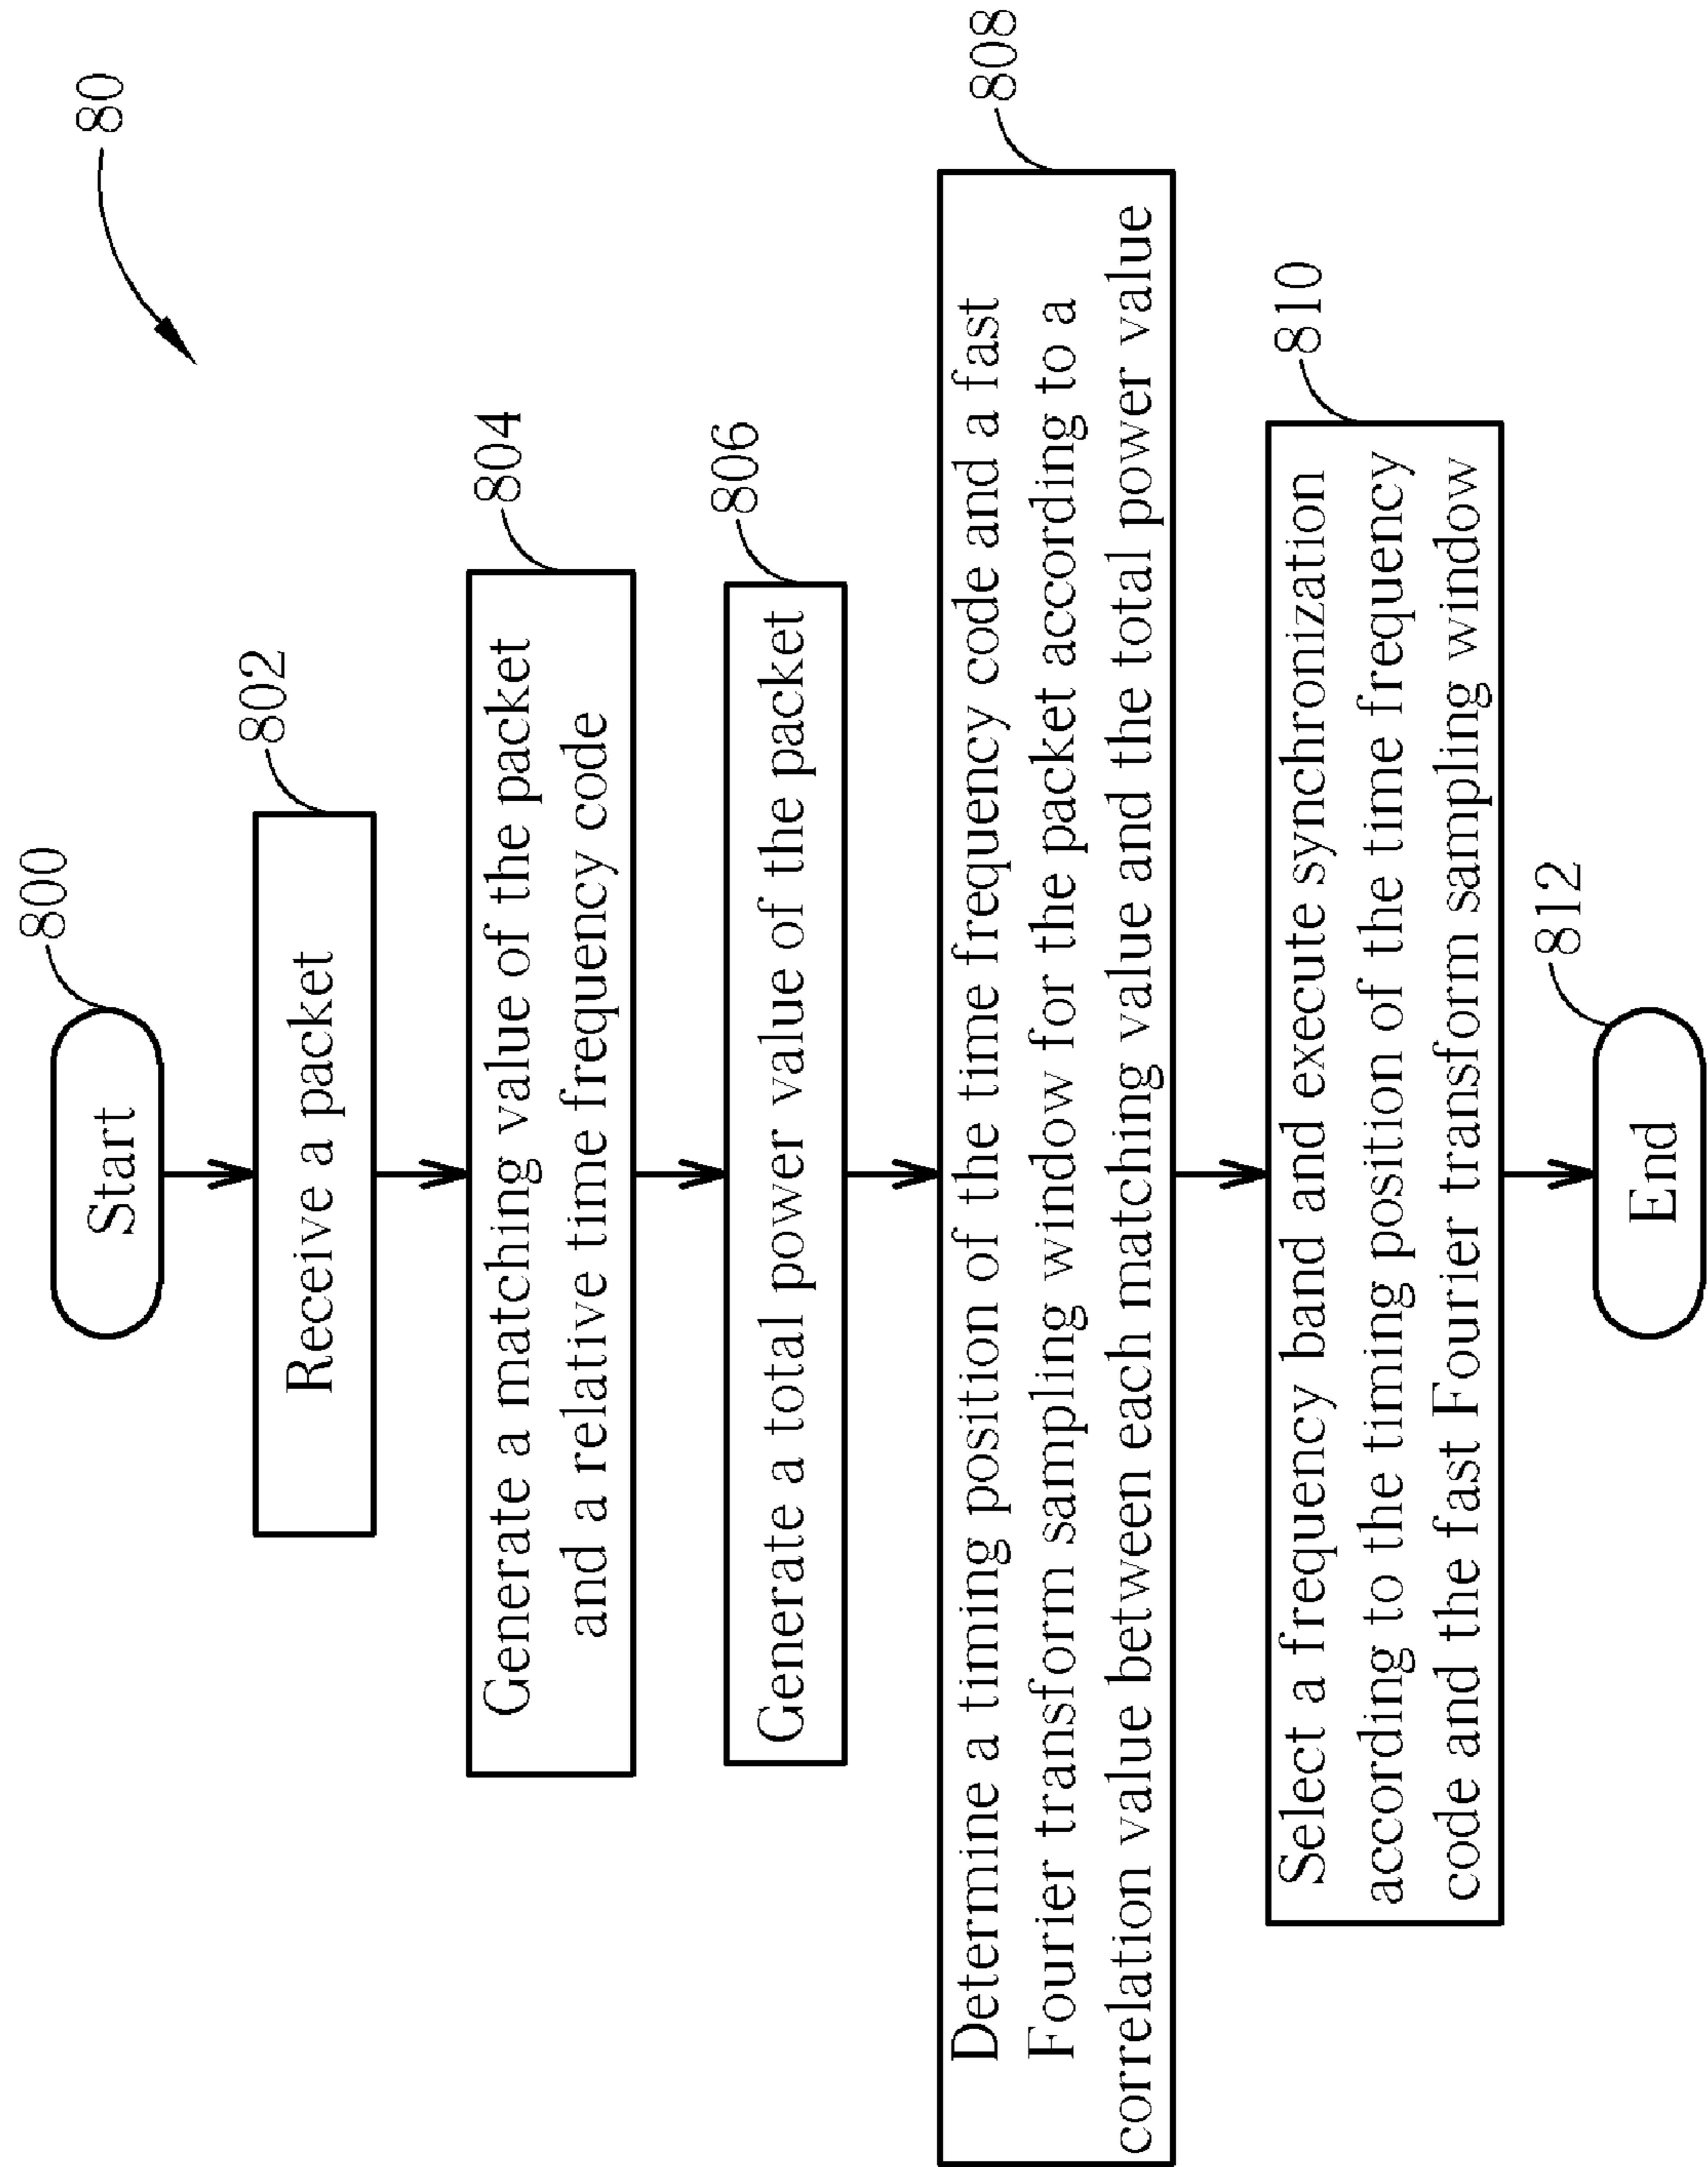 80
800
Start
802
Receive a packet
804
Generate a matching value of the packet
and a relative time frequency code
806
Generate a total power value of the packet
808
Determine a timing position of the time frequency code and a fast
Fourier transform sampling window for the packet according to a
correlation value between each matching value and the total power value
810
Select a frequency band and execute synchronization
according to the timing position of the time frequency
code and the fast Fourier transform sampling window
812
End